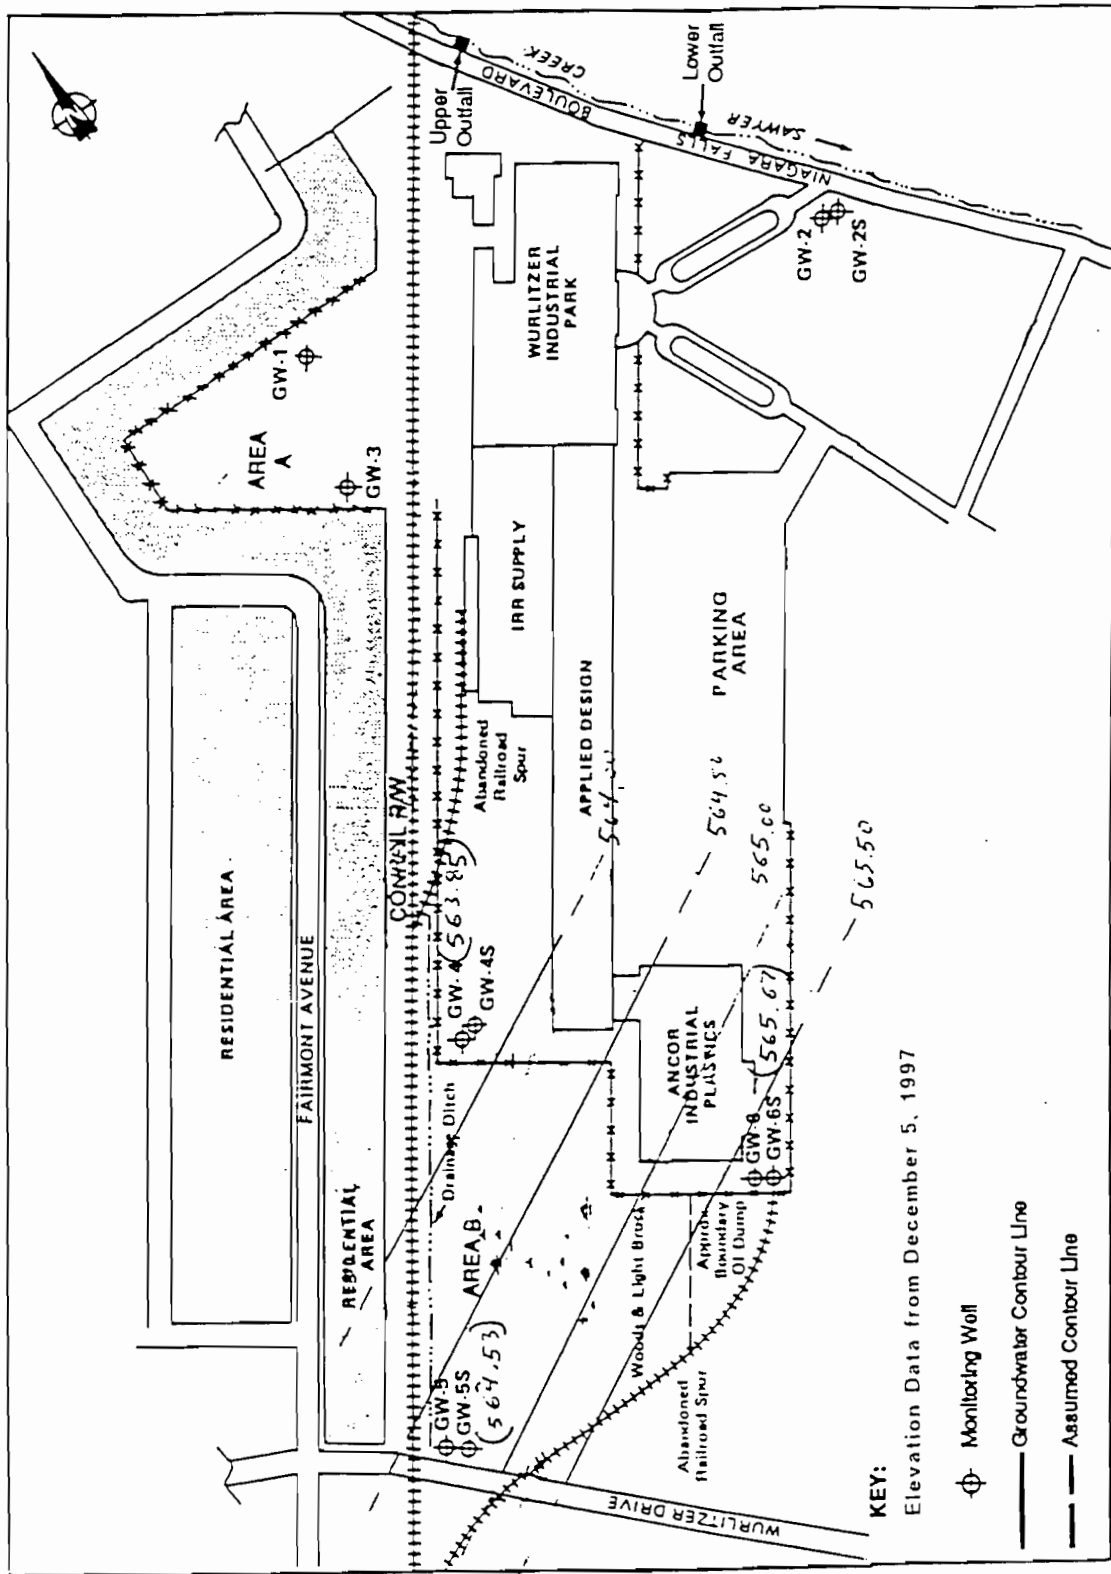 Upper
Outfall
CREEK
Lower
Outfall
NIAGARA FALLS BOULEVARD
SAWYER
GW-2
GW-2S
WURLITZER
INDUSTRIAL
PARK
GW-1
AREA
A
GW-3
IRR SUPPLY
APPLIED DESIGN
PARKING
AREA
Abandoned
Railroad
Spur
CONRAIL R/W
RESIDENTIAL AREA
FAIRMONT AVENUE
RESIDENTIAL
AREA
GW-4 (563.85)
GW-4S
564.00
564.50
565.00
565.50
ANCOR
INDUSTRIAL
PLASTICS
(565.67)
GW-6
GW-6S
Drainage Ditch
AREA B
Woods & Light Brush
Approx
Boundary
Of Dump
GW-5
GW-5S
(564.53)
Abandoned
Railroad Spur
WURLITZER DRIVE
KEY:
Elevation Data from December 5, 1997
Monitoring Well
Groundwater Contour Line
Assumed Contour Line